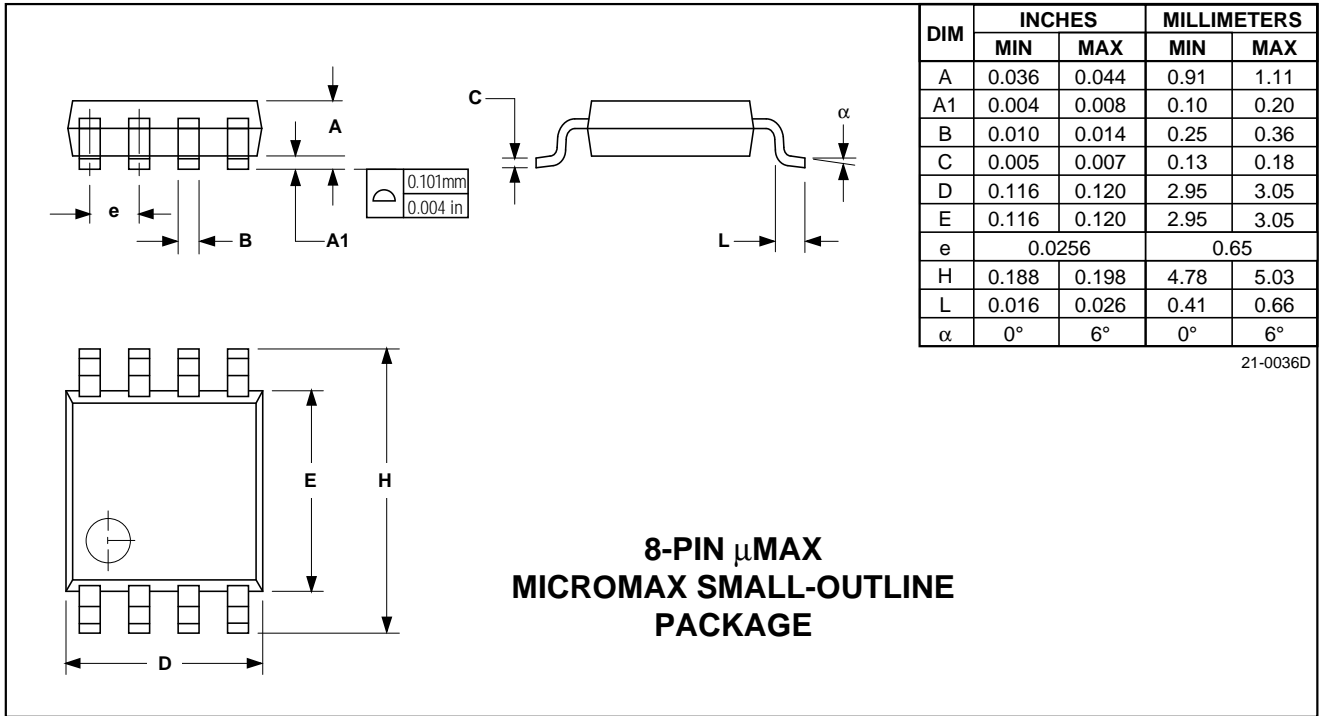 DIM INCHES MILLIMETERS
MIN MAX MIN MAX
A 0.036 0.044 0.91 1.11
A1 0.004 0.008 0.10 0.20
B 0.010 0.014 0.25 0.36
C 0.005 0.007 0.13 0.18
D 0.116 0.120 2.95 3.05
E 0.116 0.120 2.95 3.05
e 0.0256 0.65
H 0.188 0.198 4.78 5.03
L 0.016 0.026 0.41 0.66
α 0° 6° 0° 6°
21-0036D
A
e
B
A1
0.101mm
0.004 in
C
α
L
E
H
D
8-PIN μMAX
MICROMAX SMALL-OUTLINE
PACKAGE